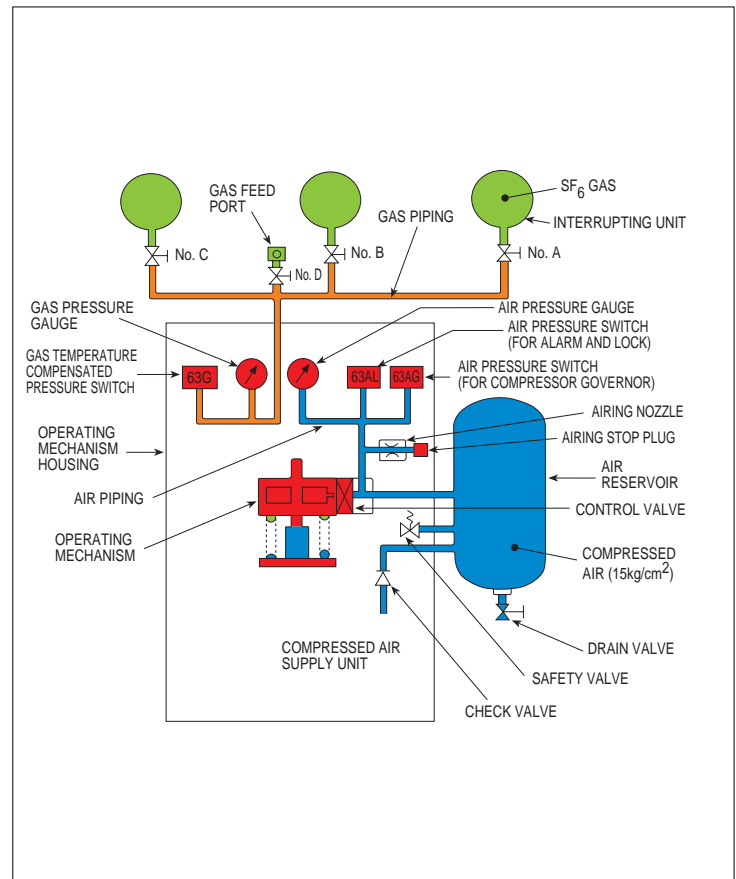 SF6 GAS
GAS FEED
PORT
GAS PIPING
INTERRUPTING UNIT
No. C
No. D
No. B
No. A
GAS PRESSURE
GAUGE
AIR PRESSURE GAUGE
AIR PRESSURE SWITCH
(FOR ALARM AND LOCK)
GAS TEMPERATURE
COMPENSATED
PRESSURE SWITCH
63G
63AL
63AG
AIR PRESSURE SWITCH
(FOR COMPRESSOR GOVERNOR)
AIRING NOZZLE
AIRING STOP PLUG
OPERATING
MECHANISM
HOUSING
AIR
RESERVOIR
AIR PIPING
CONTROL VALVE
OPERATING
MECHANISM
COMPRESSED
AIR (15kg/cm2)
COMPRESSED AIR
SUPPLY UNIT
DRAIN VALVE
SAFETY VALVE
CHECK VALVE